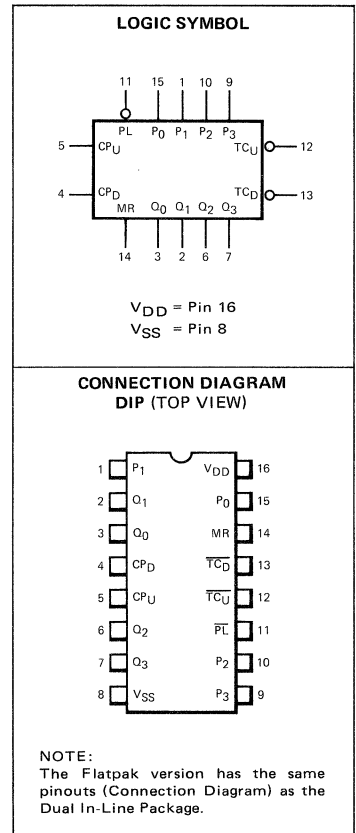 LOGIC SYMBOL
11 15 1 10 9
PL P0 P1 P2 P3
5 CPU TCU 12
4 CPD TCD 13
MR Q0 Q1 Q2 Q3
14 3 2 6 7
VDD = Pin 16
VSS = Pin 8
CONNECTION DIAGRAM
DIP (TOP VIEW)
1 P1 VDD 16
2 Q1 P0 15
3 Q0 MR 14
4 CPD TCD 13
5 CPU TCU 12
6 Q2 PL 11
7 Q3 P2 10
8 VSS P3 9
NOTE:
The Flatpak version has the same
pinouts (Connection Diagram) as the
Dual In-Line Package.